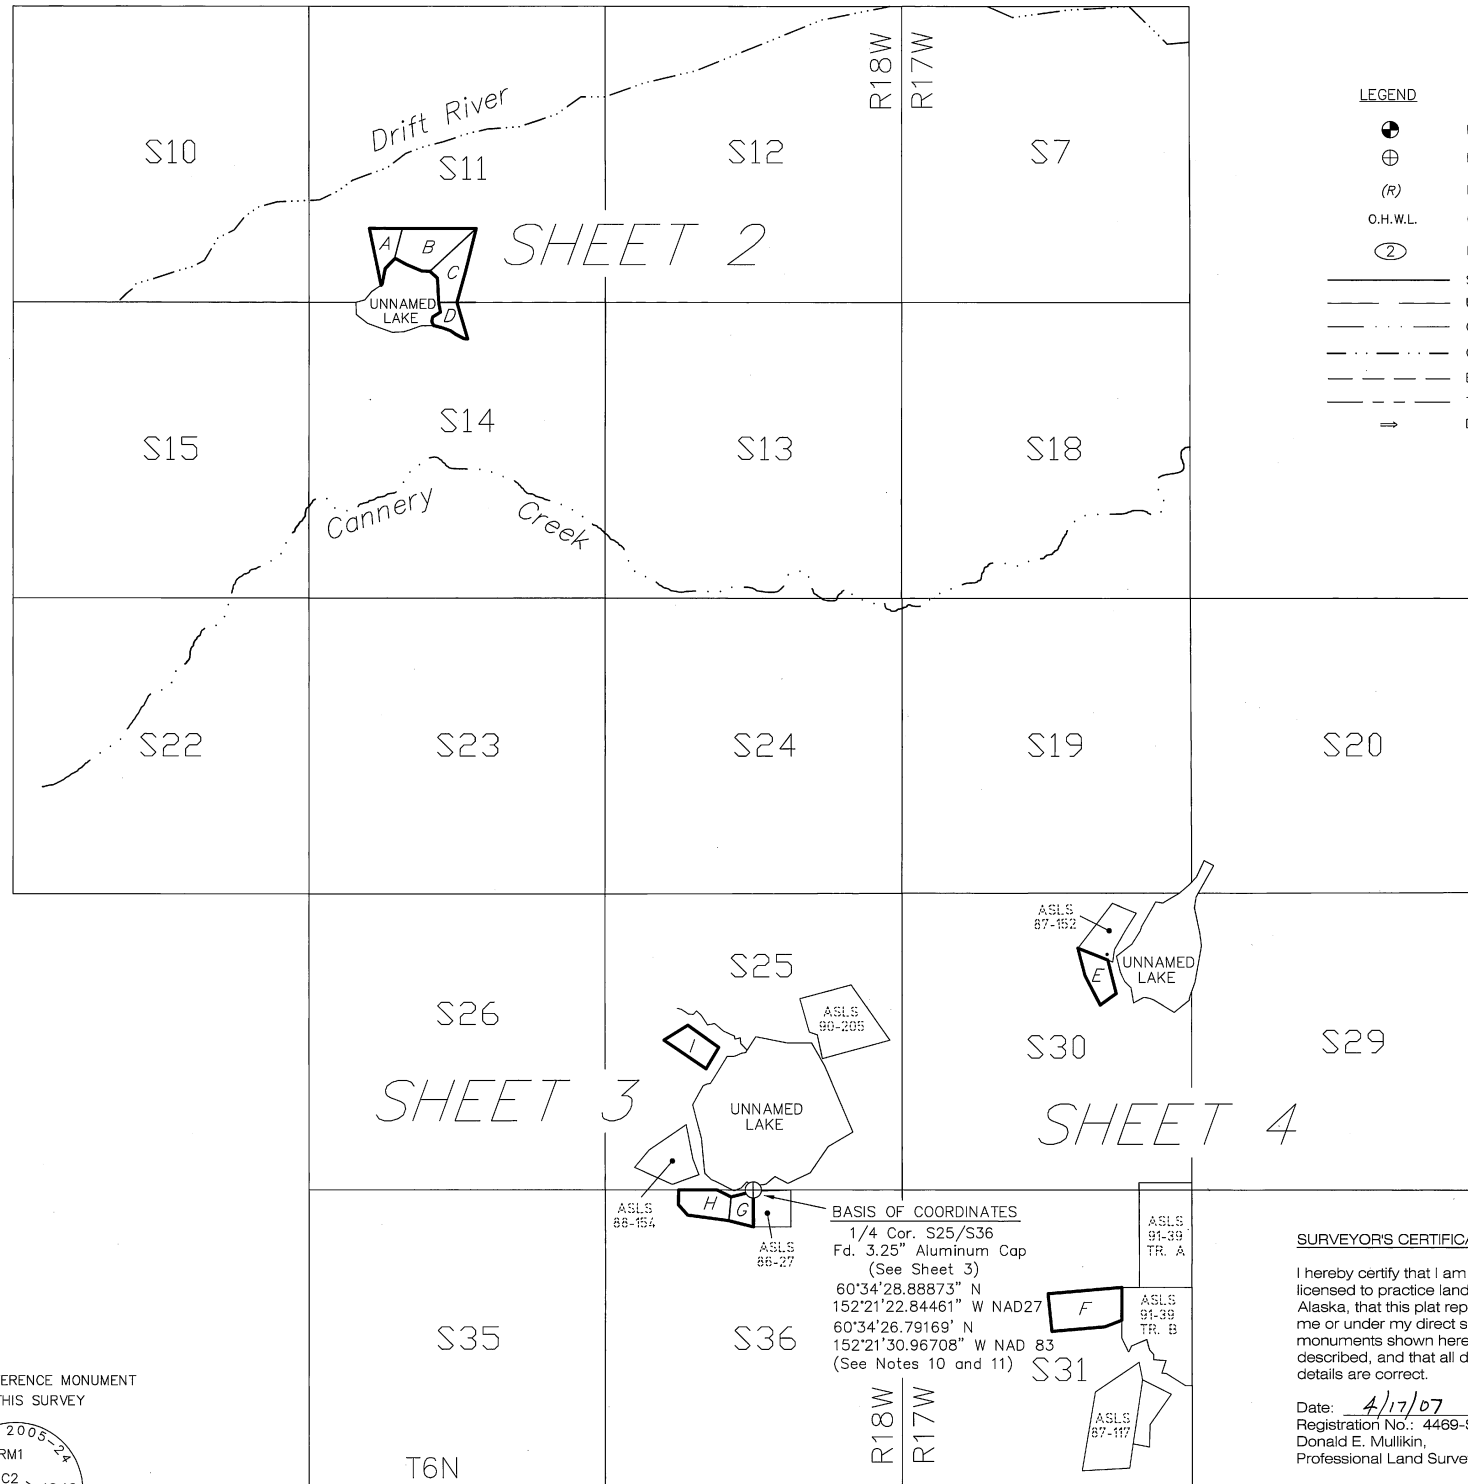 R18W
R17W
LEGEND
(R)
O.H.W.L.
2
Drift River
S10
S11
S12
S7
SHEET 2
A
B
C
D
UNNAMED
LAKE
S15
S14
S13
S18
Cannery
Creek
S22
S23
S24
S19
S20
ASLS
87-152
E
UNNAMED
LAKE
S25
S26
ASLS
90-205
I
S30
S29
SHEET 3
UNNAMED
LAKE
SHEET 4
ASLS
88-154
H
G
ASLS
86-27
BASIS OF COORDINATES
1/4 Cor. S25/S36
Fd. 3.25" Aluminum Cap
(See Sheet 3)
60°34'28.88873" N
152°21'22.84461" W NAD27
60°34'26.79169' N
152°21'30.96708" W NAD 83
(See Notes 10 and 11)
ASLS
91-39
TR. A
F
ASLS
91-39
TR. B
S35
S36
S31
ASLS
87-117
R18W
R17W
T6N
ERENCE MONUMENT
THIS SURVEY
2005-24
RM1
C2
SURVEYOR'S CERTIFICA
I hereby certify that I am
licensed to practice land
Alaska, that this plat rep
me or under my direct s
monuments shown here
described, and that all d
details are correct.
Date: 4/17/07
Registration No.: 4469-S
Donald E. Mullikin,
Professional Land Surve